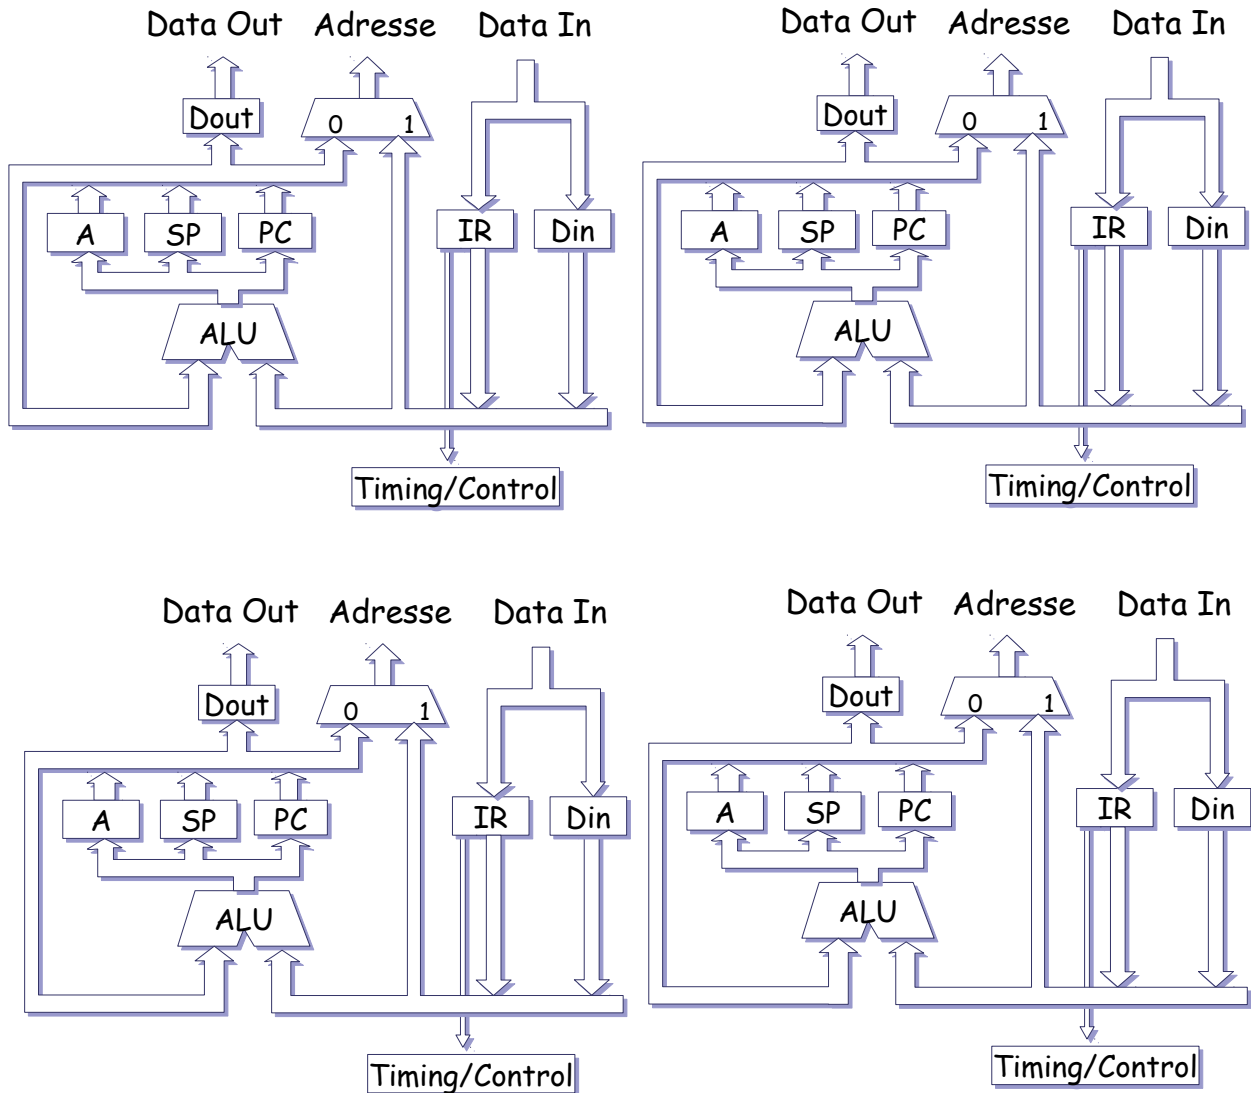 Data Out Adresse Data In
Dout 0 1
A SP PC IR Din
ALU
Timing/Control
Data Out Adresse Data In
Dout 0 1
A SP PC IR Din
ALU
Timing/Control
Data Out Adresse Data In
Dout 0 1
A SP PC IR Din
ALU
Timing/Control
Data Out Adresse Data In
Dout 0 1
A SP PC IR Din
ALU
Timing/Control